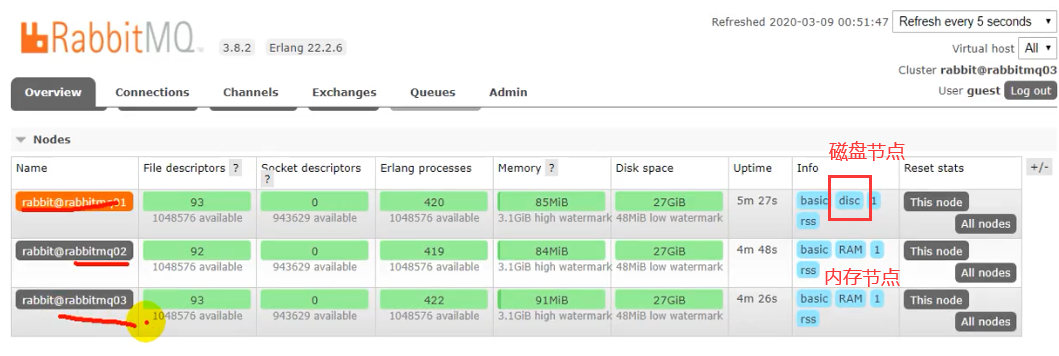 RabbitMQ 3.8.2 Erlang 22.2.6
Refreshed 2020-03-09 00:51:47 Refresh every 5 seconds
Virtual host All
Cluster rabbit@rabbitmq03
User guest Log out
Overview Connections Channels Exchanges Queues Admin
Nodes
Name File descriptors ? Socket descriptors ? Erlang processes Memory ? Disk space Uptime Info Reset stats +/-
磁盘节点
rabbit@rabbitmq01 93 0 420 85MiB 27GiB 5m 27s basic disc 1 This node
1048576 available 943629 available 1048576 available 3.1GiB high watermark 48MiB low watermark rss All nodes
rabbit@rabbitmq02 92 0 419 84MiB 27GiB 4m 48s basic RAM 1 This node
1048576 available 943629 available 1048576 available 3.1GiB high watermark 48MiB low watermark rss All nodes
内存节点
rabbit@rabbitmq03 93 0 422 91MiB 27GiB 4m 26s basic RAM 1 This node
1048576 available 943629 available 1048576 available 3.1GiB high watermark 48MiB low watermark rss All nodes